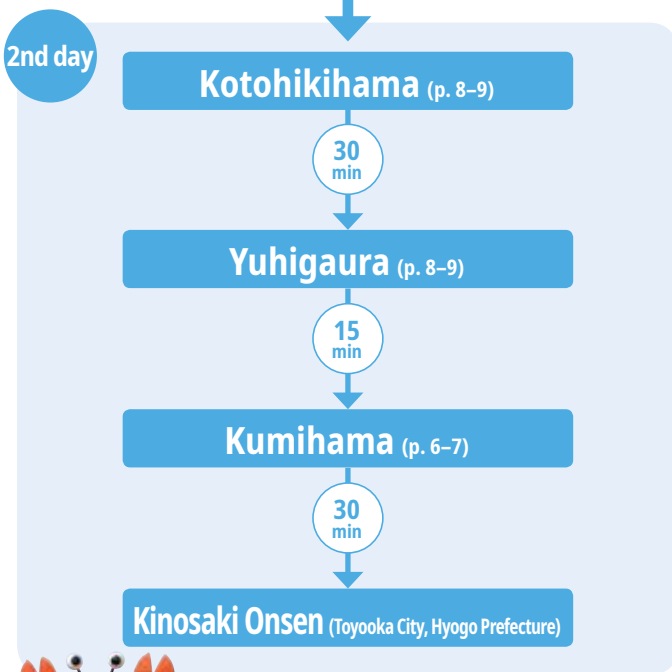 2nd day
Kotohikihama (p. 8–9)
30
min
Yuhigaura (p. 8–9)
15
min
Kumihama (p. 6–7)
30
min
Kinosaki Onsen (Toyooka City, Hyogo Prefecture)